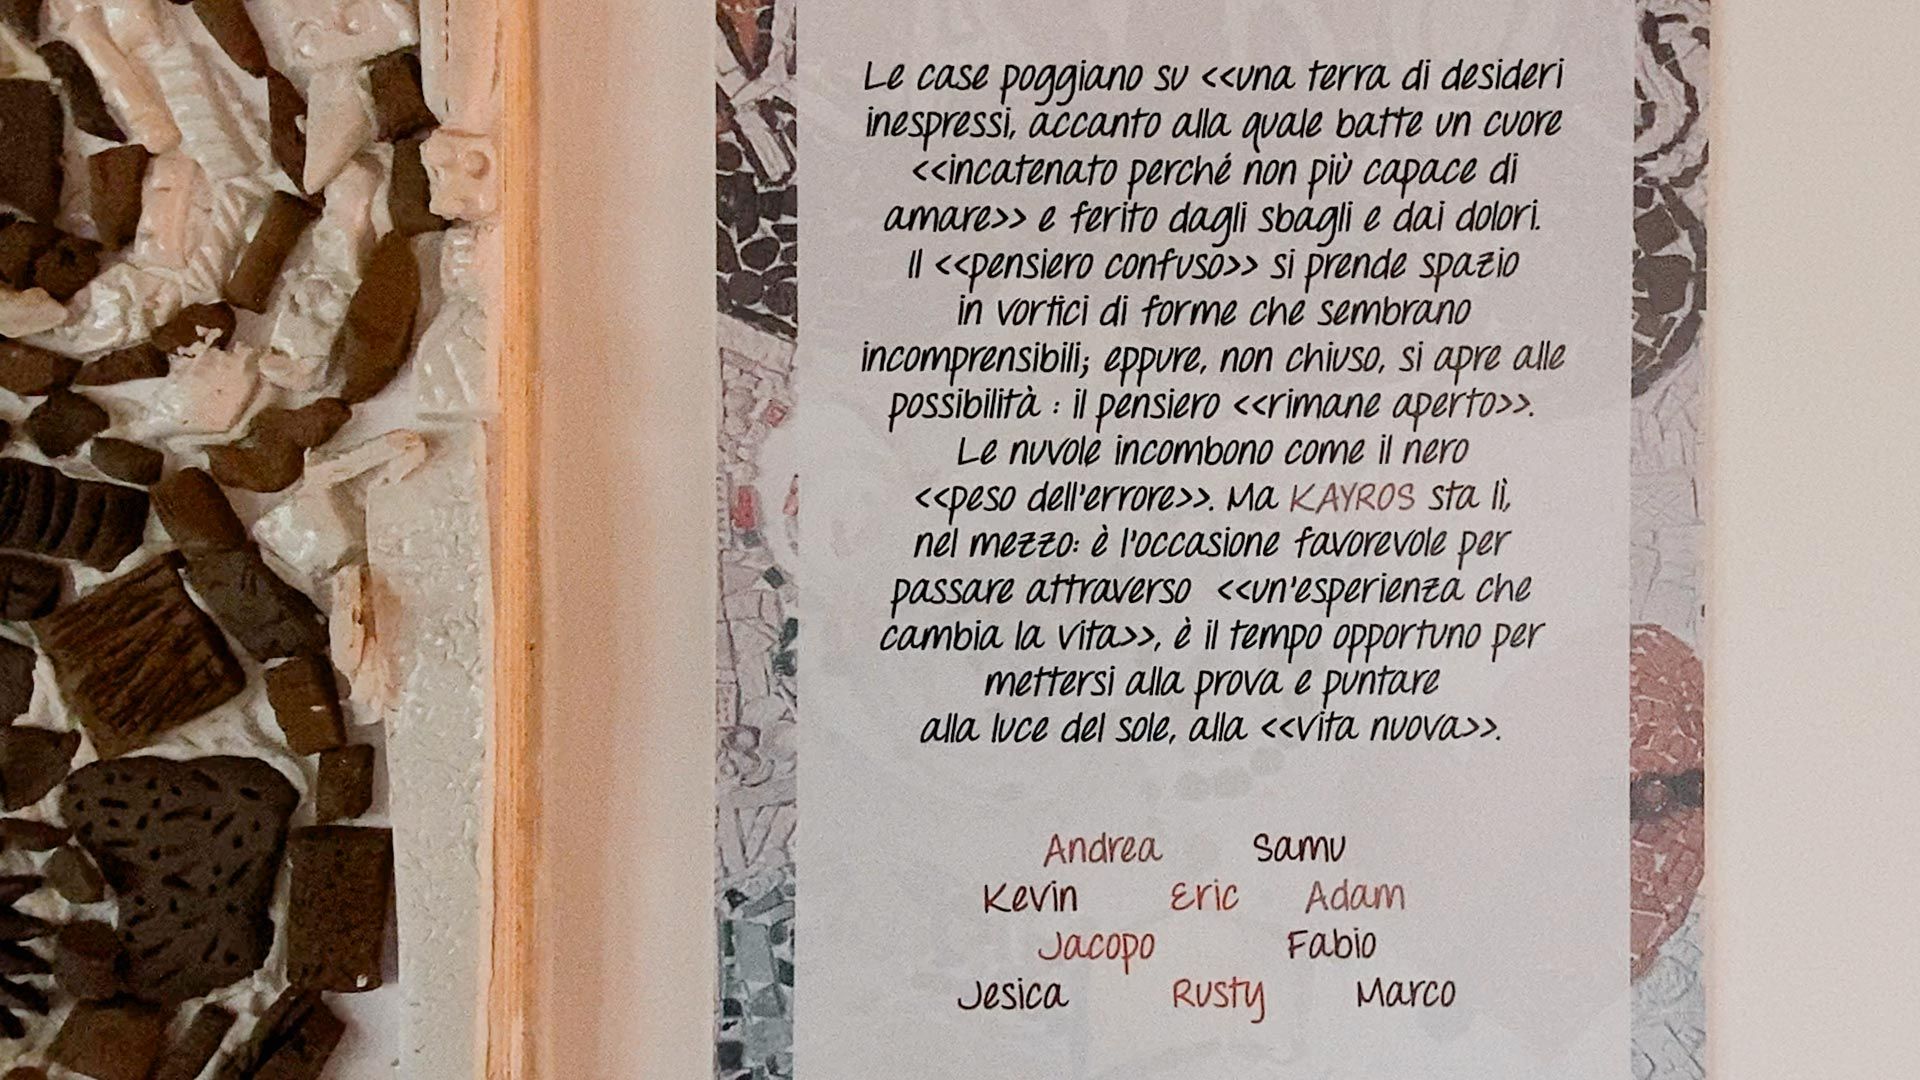 Le case poggiano su <<una terra di desideri
inespressi, accanto alla quale batte un cuore
<<incatenato perché non più capace di
amare>> e ferito dagli sbagli e dai dolori.
Il <<pensiero confuso>> si prende spazio
in vortici di forme che sembrano
incomprensibili; eppure, non chiuso, si apre alle
possibilità : il pensiero <<rimane aperto>>.
Le nuvole incombono come il nero
<<peso dell'errore>>. Ma KAYROS sta lì,
nel mezzo: è l'occasione favorevole per
passare attraverso <<un'esperienza che
cambia la vita>>, è il tempo opportuno per
mettersi alla prova e puntare
alla luce del sole, alla <<vita nuova>>.
Andrea Samu
Kevin Eric Adam
Jacopo Fabio
Jesica Rusty Marco